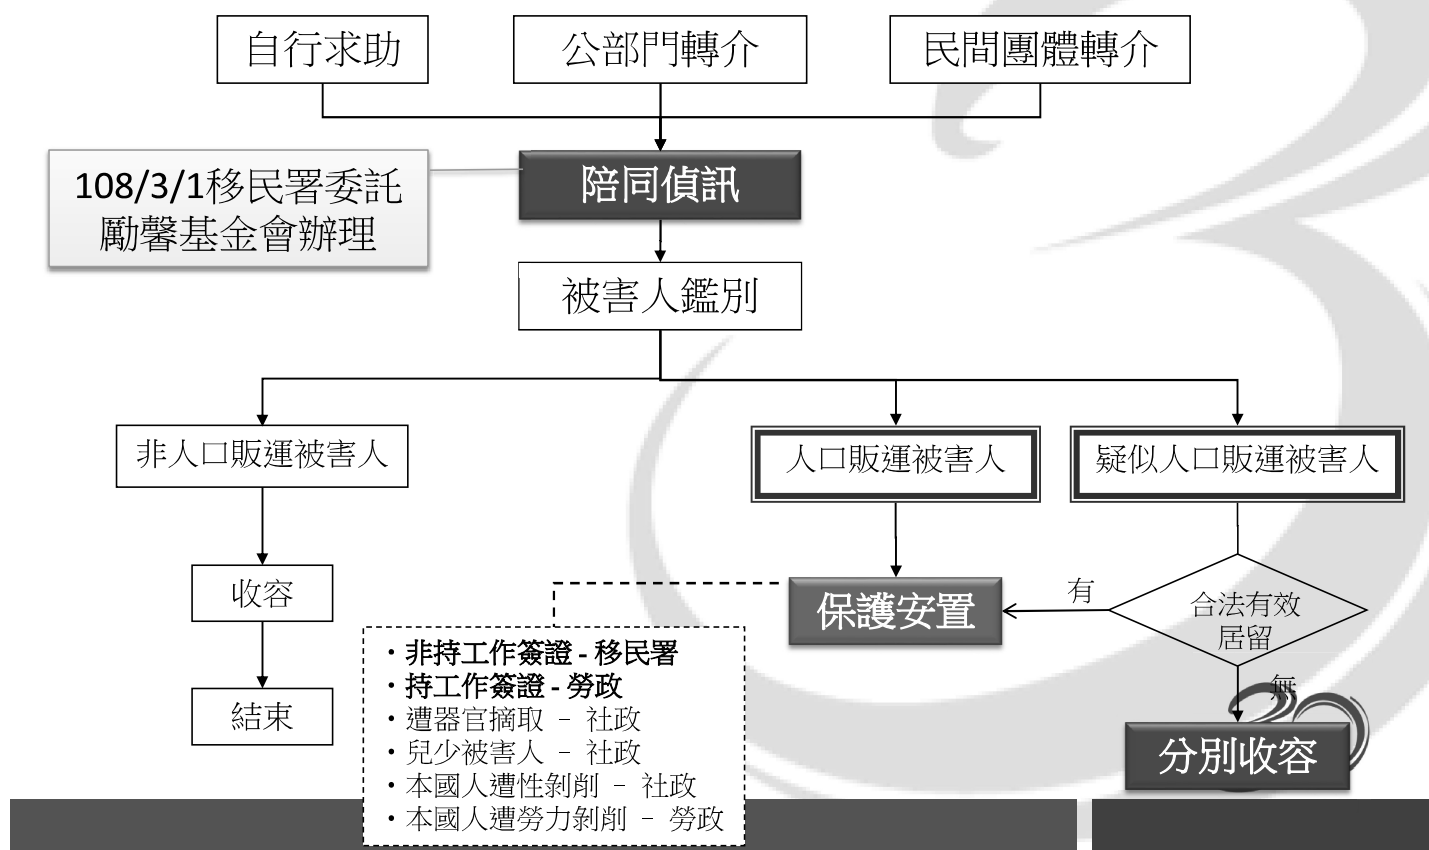 自行求助
公部門轉介
民間團體轉介
108/3/1移民署委託
勵馨基金會辦理
陪同偵訊
被害人鑑別
非人口販運被害人
人口販運被害人
疑似人口販運被害人
收容
保護安置
有
合法有效
居留
無
結束
分別收容
・非持工作簽證 - 移民署
・持工作簽證 - 勞政
・遭器官摘取 – 社政
・兒少被害人 – 社政
・本國人遭性剝削 – 社政
・本國人遭勞力剝削 – 勞政